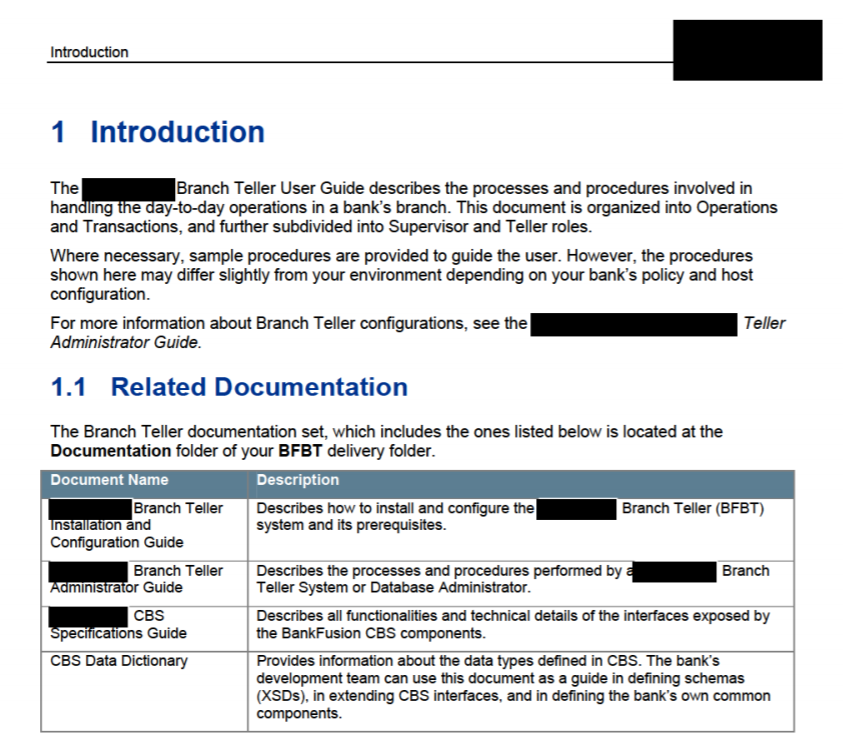 Introduction
1 Introduction
The Branch Teller User Guide describes the processes and procedures involved in
handling the day-to-day operations in a bank's branch. This document is organized into Operations
and Transactions, and further subdivided into Supervisor and Teller roles.
Where necessary, sample procedures are provided to guide the user. However, the procedures
shown here may differ slightly from your environment depending on your bank's policy and host
configuration.
For more information about Branch Teller configurations, see the Teller
Administrator Guide.
1.1 Related Documentation
The Branch Teller documentation set, which includes the ones listed below is located at the
Documentation folder of your BFBT delivery folder.
Document Name Description
Branch Teller
Installation and
Configuration Guide
Describes how to install and configure the Branch Teller (BFBT)
system and its prerequisites.
Branch Teller
Administrator Guide
Describes the processes and procedures performed by a Branch
Teller System or Database Administrator.
CBS
Specifications Guide
Describes all functionalities and technical details of the interfaces exposed by
the BankFusion CBS components.
CBS Data Dictionary
Provides information about the data types defined in CBS. The bank's
development team can use this document as a guide in defining schemas
(XSDs), in extending CBS interfaces, and in defining the bank's own common
components.